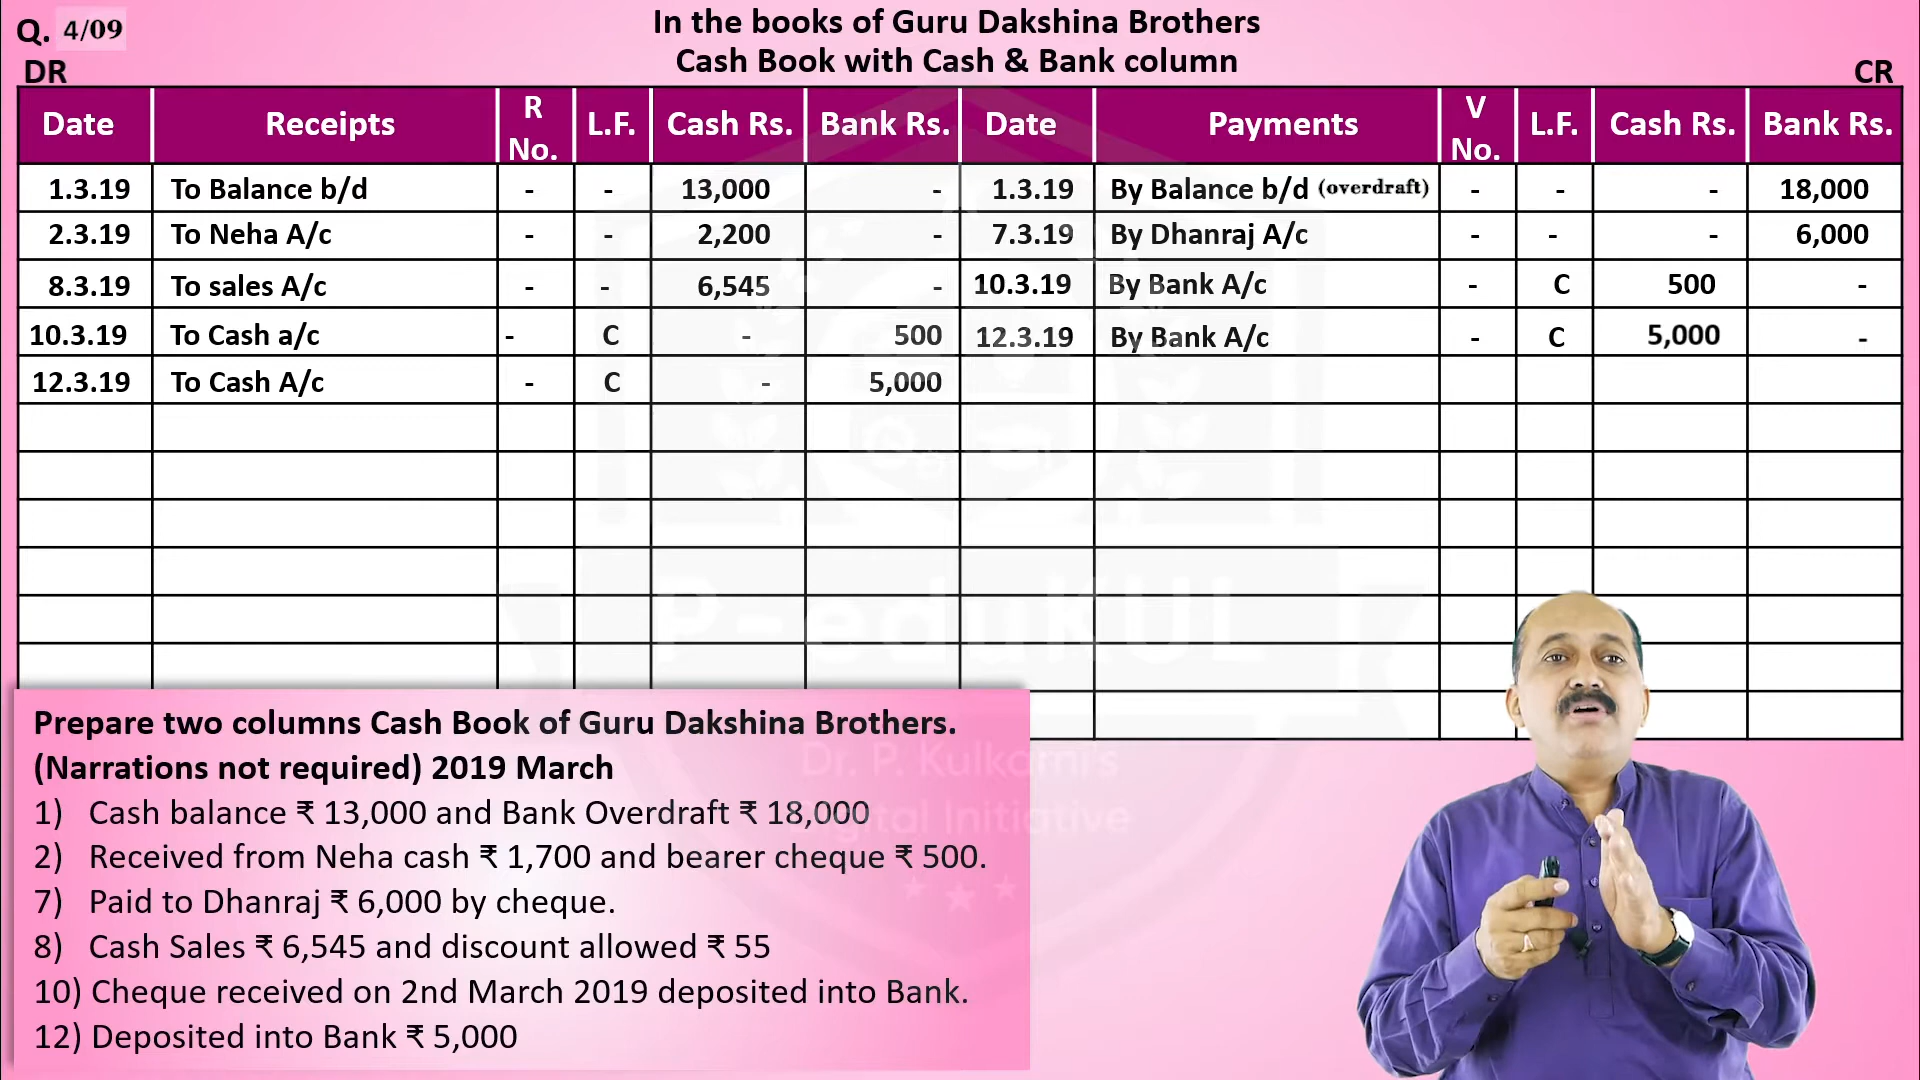 Q. 4/09
In the books of Guru Dakshina Brothers
Cash Book with Cash & Bank column
DR CR
Date Receipts R No. L.F. Cash Rs. Bank Rs. Date Payments V No. L.F. Cash Rs. Bank Rs.
1.3.19 To Balance b/d - - 13,000 - 1.3.19 By Balance b/d (overdraft) - - - 18,000
2.3.19 To Neha A/c - - 2,200 - 7.3.19 By Dhanraj A/c - - - 6,000
8.3.19 To sales A/c - - 6,545 - 10.3.19 By Bank A/c - C 500 -
10.3.19 To Cash a/c - C - 500 12.3.19 By Bank A/c - C 5,000 -
12.3.19 To Cash A/c - C - 5,000
P-eduKUL
Dr. P. Kulkarni's
Digital Initiative
Prepare two columns Cash Book of Guru Dakshina Brothers.
(Narrations not required) 2019 March
1) Cash balance ₹ 13,000 and Bank Overdraft ₹ 18,000
2) Received from Neha cash ₹ 1,700 and bearer cheque ₹ 500.
7) Paid to Dhanraj ₹ 6,000 by cheque.
8) Cash Sales ₹ 6,545 and discount allowed ₹ 55
10) Cheque received on 2nd March 2019 deposited into Bank.
12) Deposited into Bank ₹ 5,000